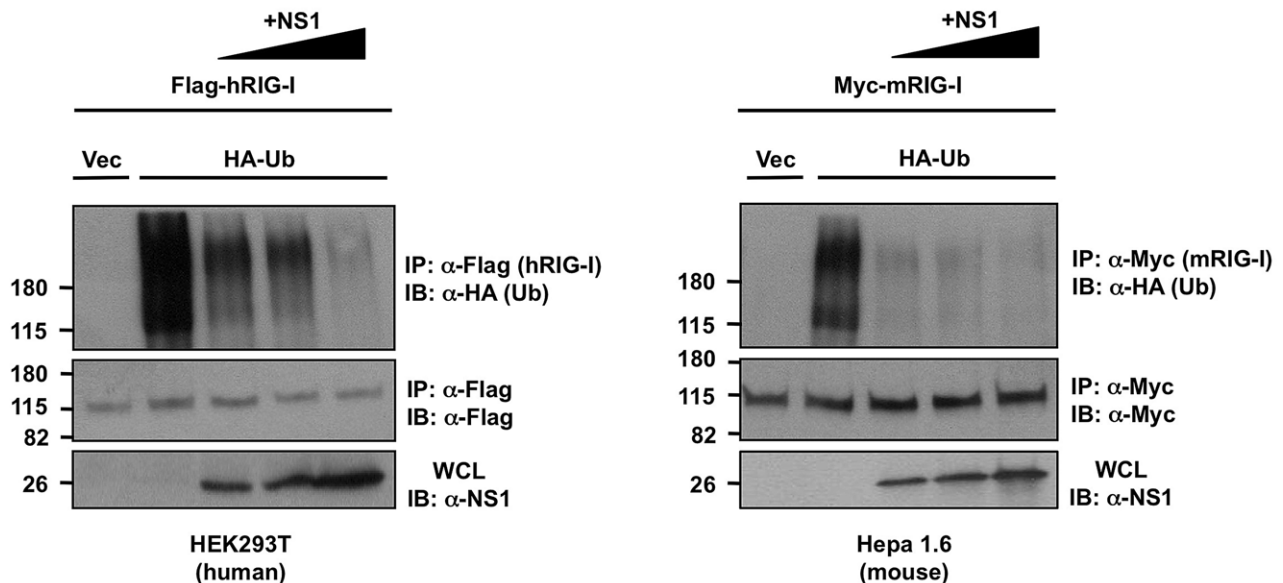 +NS1
Flag-hRIG-I
Vec HA-Ub
180
115
IP: α-Flag (hRIG-I)
IB: α-HA (Ub)
180
115
82
IP: α-Flag
IB: α-Flag
26
WCL
IB: α-NS1
HEK293T
(human)
+NS1
Myc-mRIG-I
Vec HA-Ub
180
115
IP: α-Myc (mRIG-I)
IB: α-HA (Ub)
180
115
82
IP: α-Myc
IB: α-Myc
26
WCL
IB: α-NS1
Hepa 1.6
(mouse)